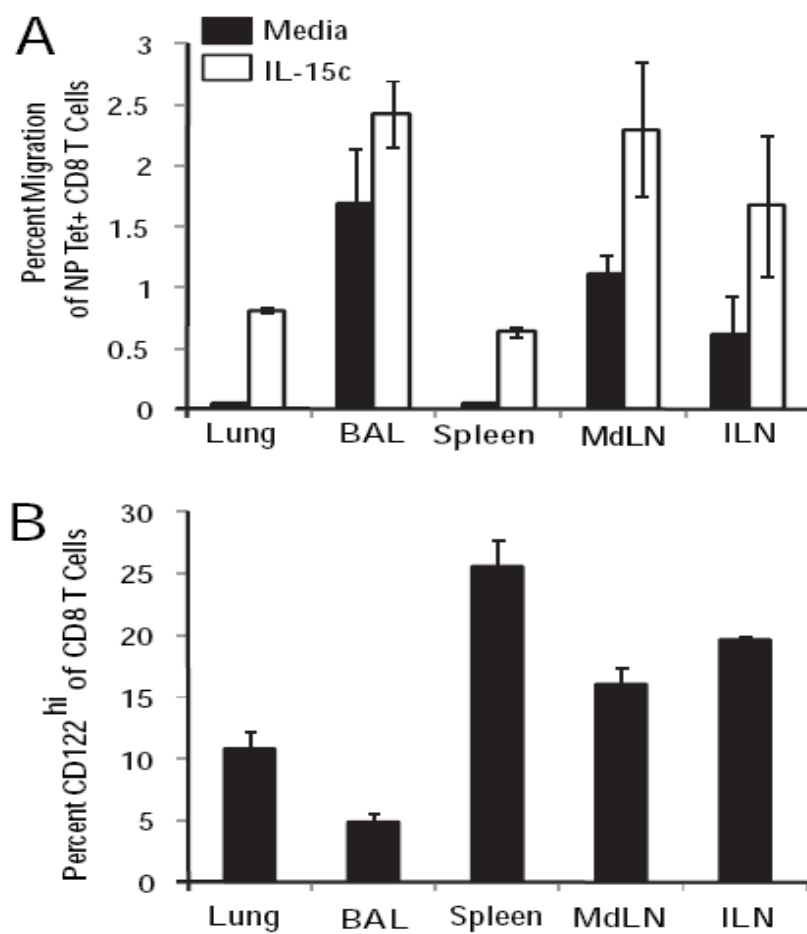 A
Media
IL-15c
Percent Migration
of NP Tet+ CD8 T Cells
3
2.5
2
1.5
1
0.5
0
Lung BAL Spleen MdLN ILN
B
Percent CD122hi of CD8 T Cells
30
25
20
15
10
5
0
Lung BAL Spleen MdLN ILN